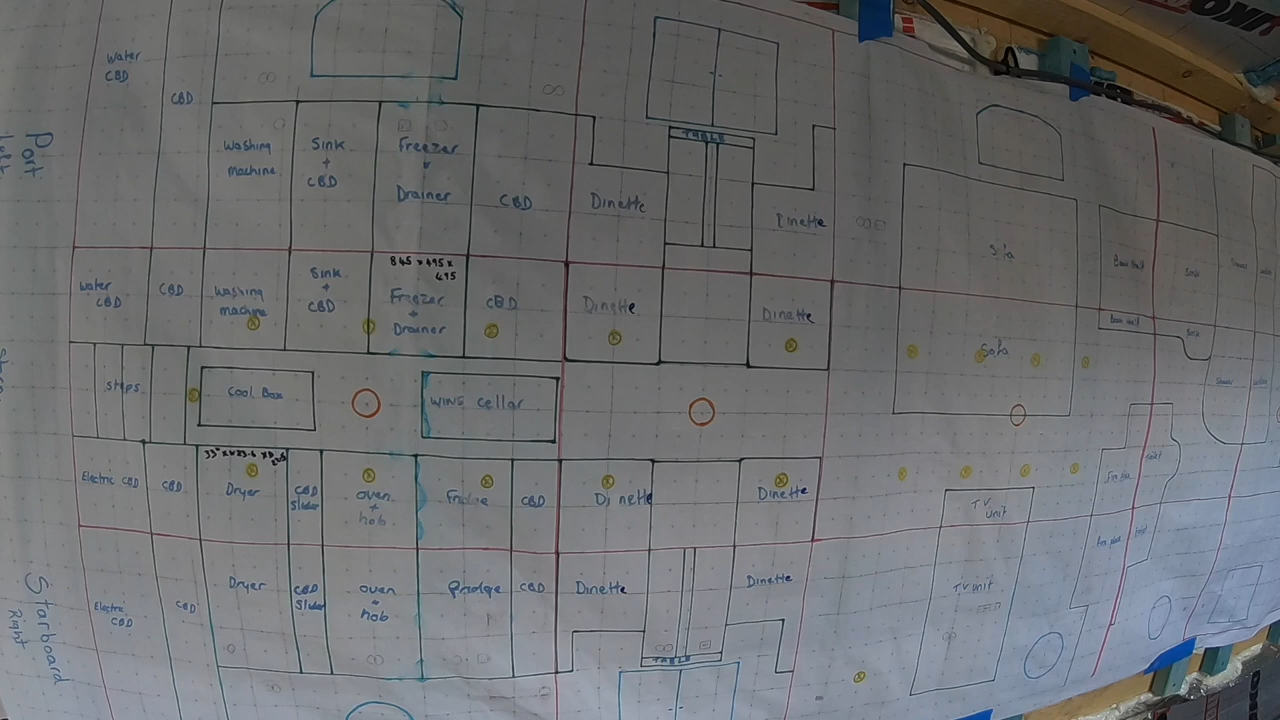 Water
CBD
CBD
Port
Washing
machine
Sink
+
CBD
Freezer
+
Drainer
CBD
Dinette
TABLE
Dinette
Sofa
Water
CBD
CBD
Washing
machine
Sink
+
CBD
845 x 495 x
Freezer
+
Drainer
CBD
Dinette
Dinette
Sofa
Steps
Cool Box
WINE Cellar
Electric CBD
CBD
Dryer
CBD
Slider
oven
+
hob
Fridge
CBD
Dinette
Dinette
TV
unit
Starboard
Right
Electric
CBD
CBD
Dryer
CBD
Slider
oven
+
hob
Fridge
CBD
Dinette
Dinette
TV unit
TABLE